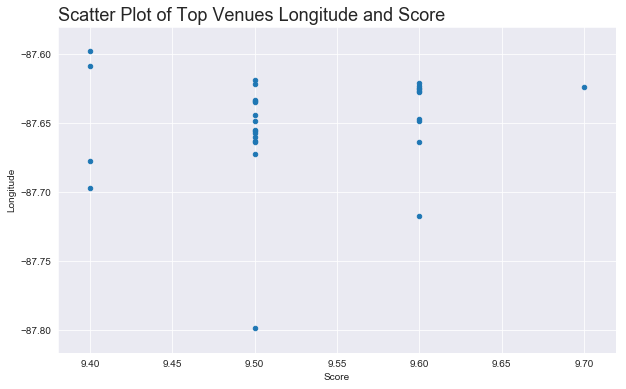 Scatter Plot of Top Venues Longitude and Score
−87.60
−87.65
−87.70
−87.75
−87.80
Longitude
9.40 9.45 9.50 9.55 9.60 9.65 9.70
Score